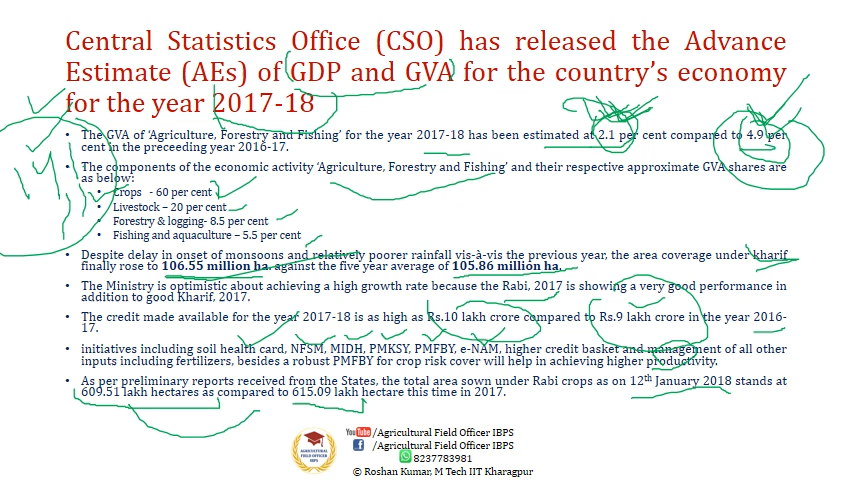 Central Statistics Office (CSO) has released the Advance
Estimate (AEs) of GDP and GVA for the country's economy
for the year 2017-18
• The GVA of 'Agriculture, Forestry and Fishing' for the year 2017-18 has been estimated at 2.1 per cent compared to 4.9 per
cent in the preceeding year 2016-17.
• The components of the economic activity 'Agriculture, Forestry and Fishing' and their respective approximate GVA shares are
as below:
• Crops - 60 per cent
• Livestock – 20 per cent
• Forestry & logging- 8.5 per cent
• Fishing and aquaculture – 5.5 per cent
• Despite delay in onset of monsoons and relatively poorer rainfall vis-à-vis the previous year, the area coverage under kharif
finally rose to 106.55 million ha. against the five year average of 105.86 million ha.
• The Ministry is optimistic about achieving a high growth rate because the Rabi, 2017 is showing a very good performance in
addition to good Kharif, 2017.
• The credit made available for the year 2017-18 is as high as Rs.10 lakh crore compared to Rs.9 lakh crore in the year 2016-
17.
• initiatives including soil health card, NFSM, MIDH, PMKSY, PMFBY, e-NAM, higher credit basket and management of all other
inputs including fertilizers, besides a robust PMFBY for crop risk cover will help in achieving higher productivity.
• As per preliminary reports received from the States, the total area sown under Rabi crops as on 12th January 2018 stands at
609.51 lakh hectares as compared to 615.09 lakh hectare this time in 2017.
AGRICULTURAL
FIELD OFFICER
IBPS
YouTube /Agricultural Field Officer IBPS
f /Agricultural Field Officer IBPS
8237783981
© Roshan Kumar, M Tech IIT Kharagpur